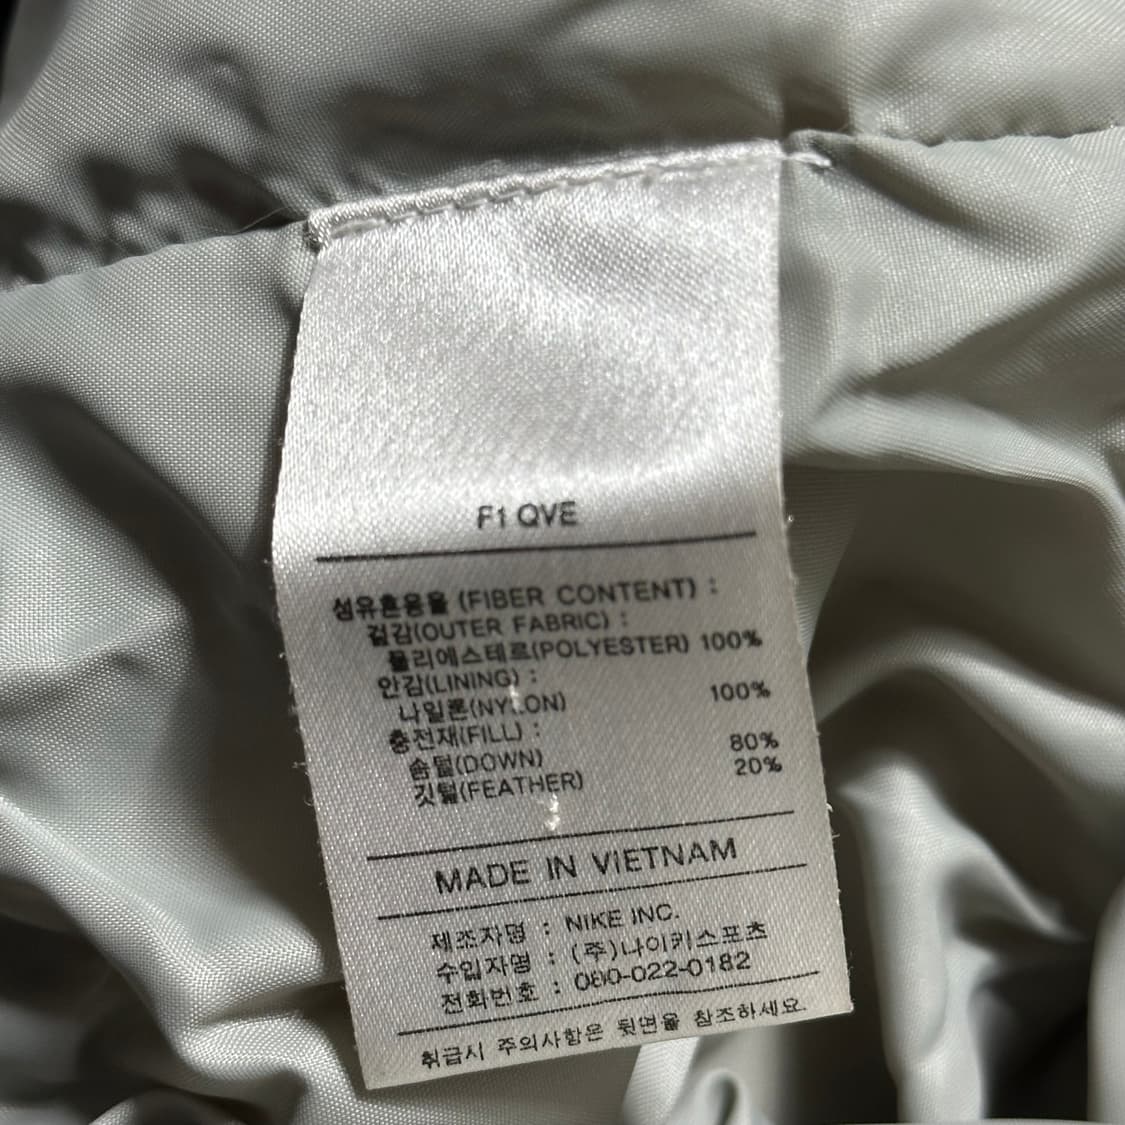 F1 QVE
섬유혼용율 (FIBER CONTENT) :
겉감(OUTER FABRIC) :
폴리에스테르(POLYESTER) 100%
안감(LINING) :
나일론(NYLON) 100%
충전재(FILL) :
솜털(DOWN) 80%
깃털(FEATHER) 20%
MADE IN VIETNAM
제조자명 : NIKE INC.
수입자명 : (주)나이키스포츠
전화번호 : 080-022-0182
취급시 주의사항은 뒷면을 참조하세요.